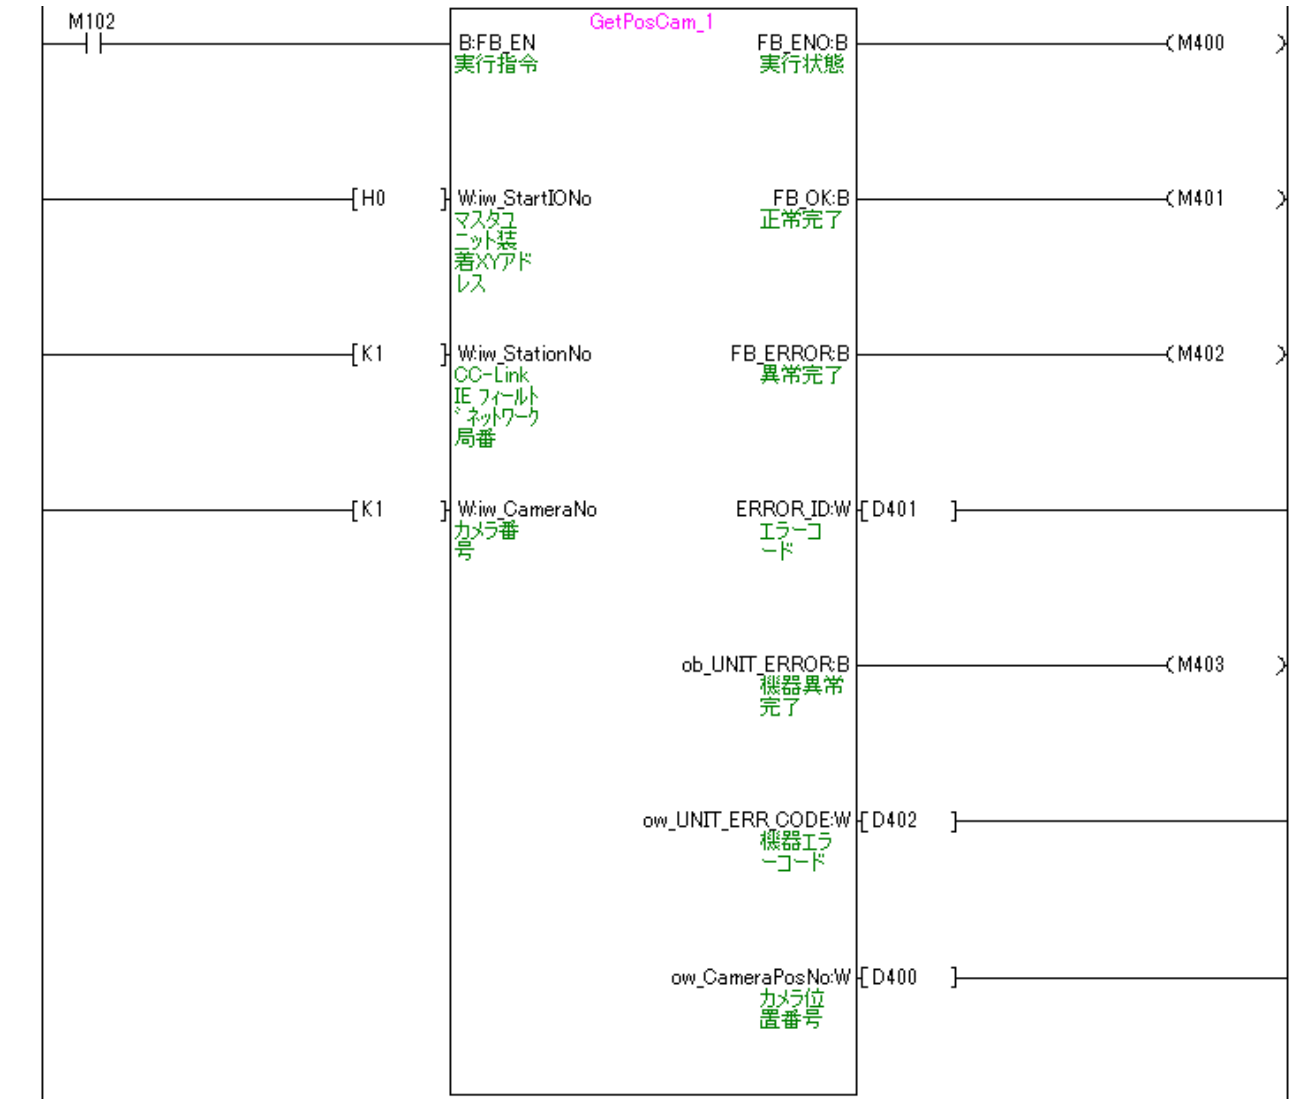 M102
GetPosCam_1
B:FB_EN
FB_ENO:B
(M400 )
実行指令
実行状態
[H0 ]
W:iw_StartIONo
FB_OK:B
(M401 )
マスタユ
ニット装
着XYアド
レス
正常完了
[K1 ]
W:iw_StationNo
FB_ERROR:B
(M402 )
CC-Link
IE フィールト
゛ネットワーク
局番
異常完了
[K1 ]
W:iw_CameraNo
ERROR_ID:W
[D401 ]
カメラ番
号
エラーコ
ード
ob_UNIT_ERROR:B
(M403 )
機器異常
完了
ow_UNIT_ERR_CODE:W
[D402 ]
機器エラ
ーコード
ow_CameraPosNo:W
[D400 ]
カメラ位
置番号